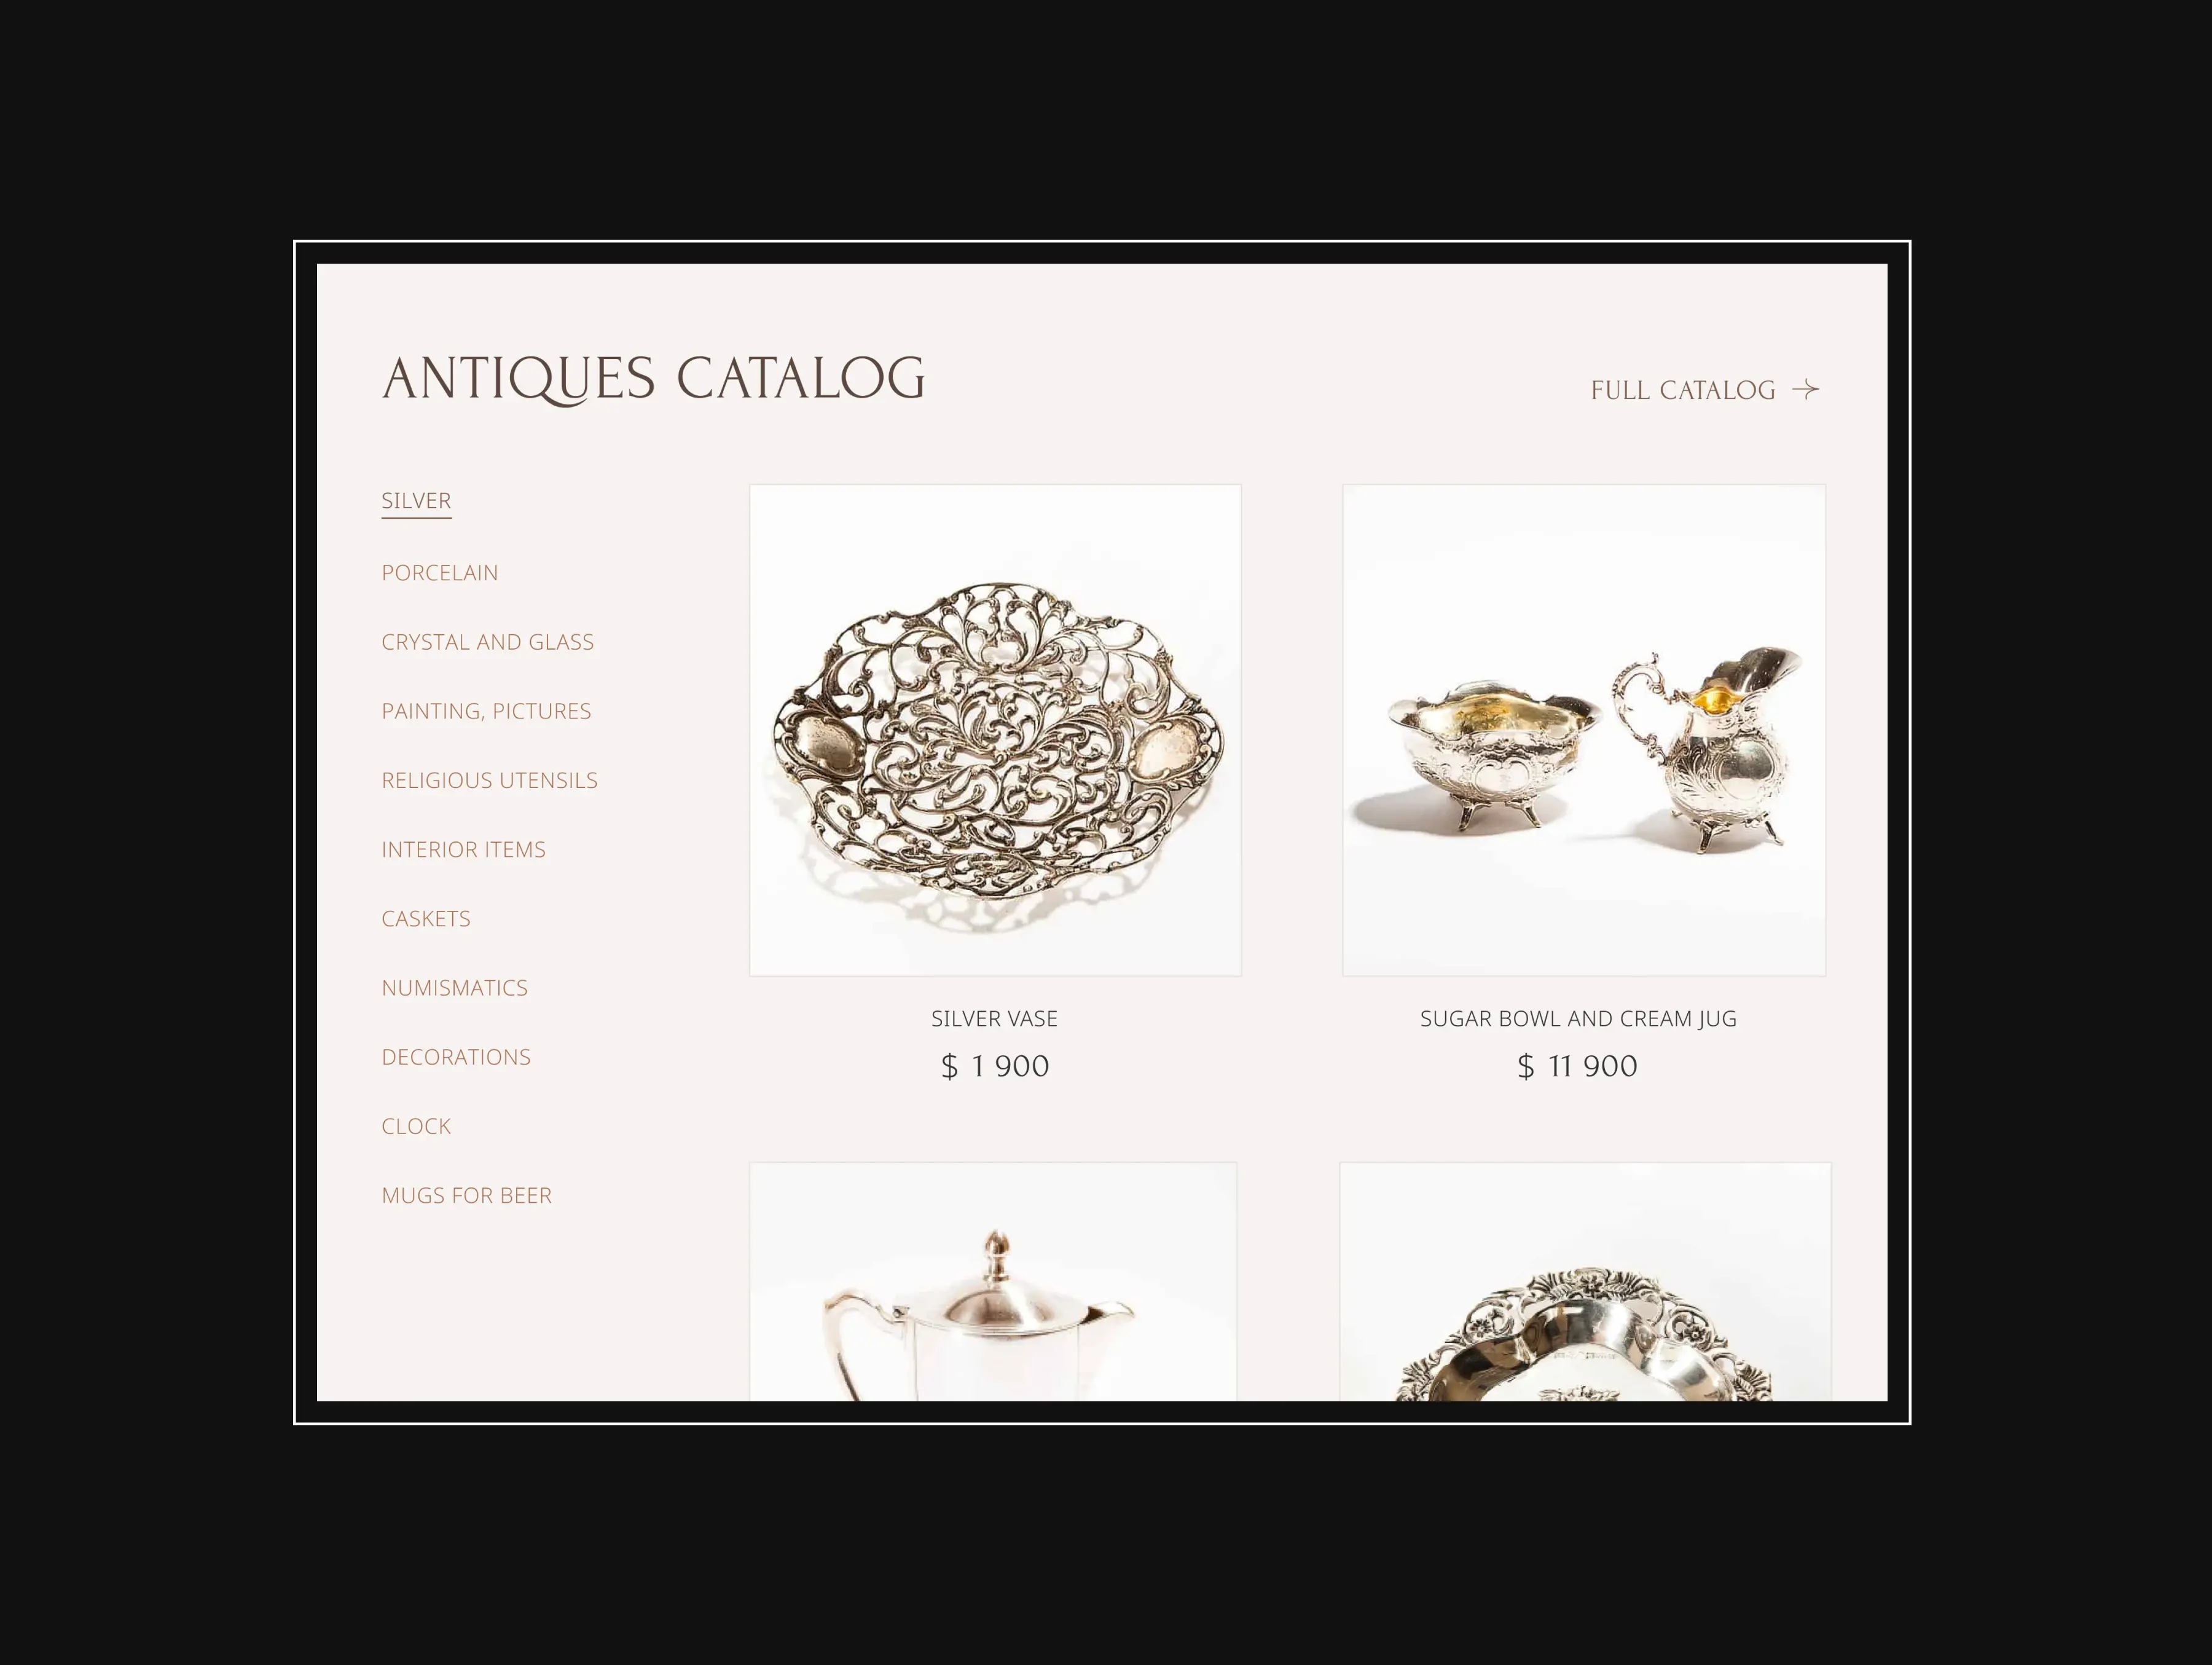 ANTIQUES CATALOG
FULL CATALOG
SILVER
PORCELAIN
CRYSTAL AND GLASS
PAINTING, PICTURES
RELIGIOUS UTENSILS
INTERIOR ITEMS
CASKETS
NUMISMATICS
DECORATIONS
CLOCK
MUGS FOR BEER
SILVER VASE
$ 1 900
SUGAR BOWL AND CREAM JUG
$ 11 900